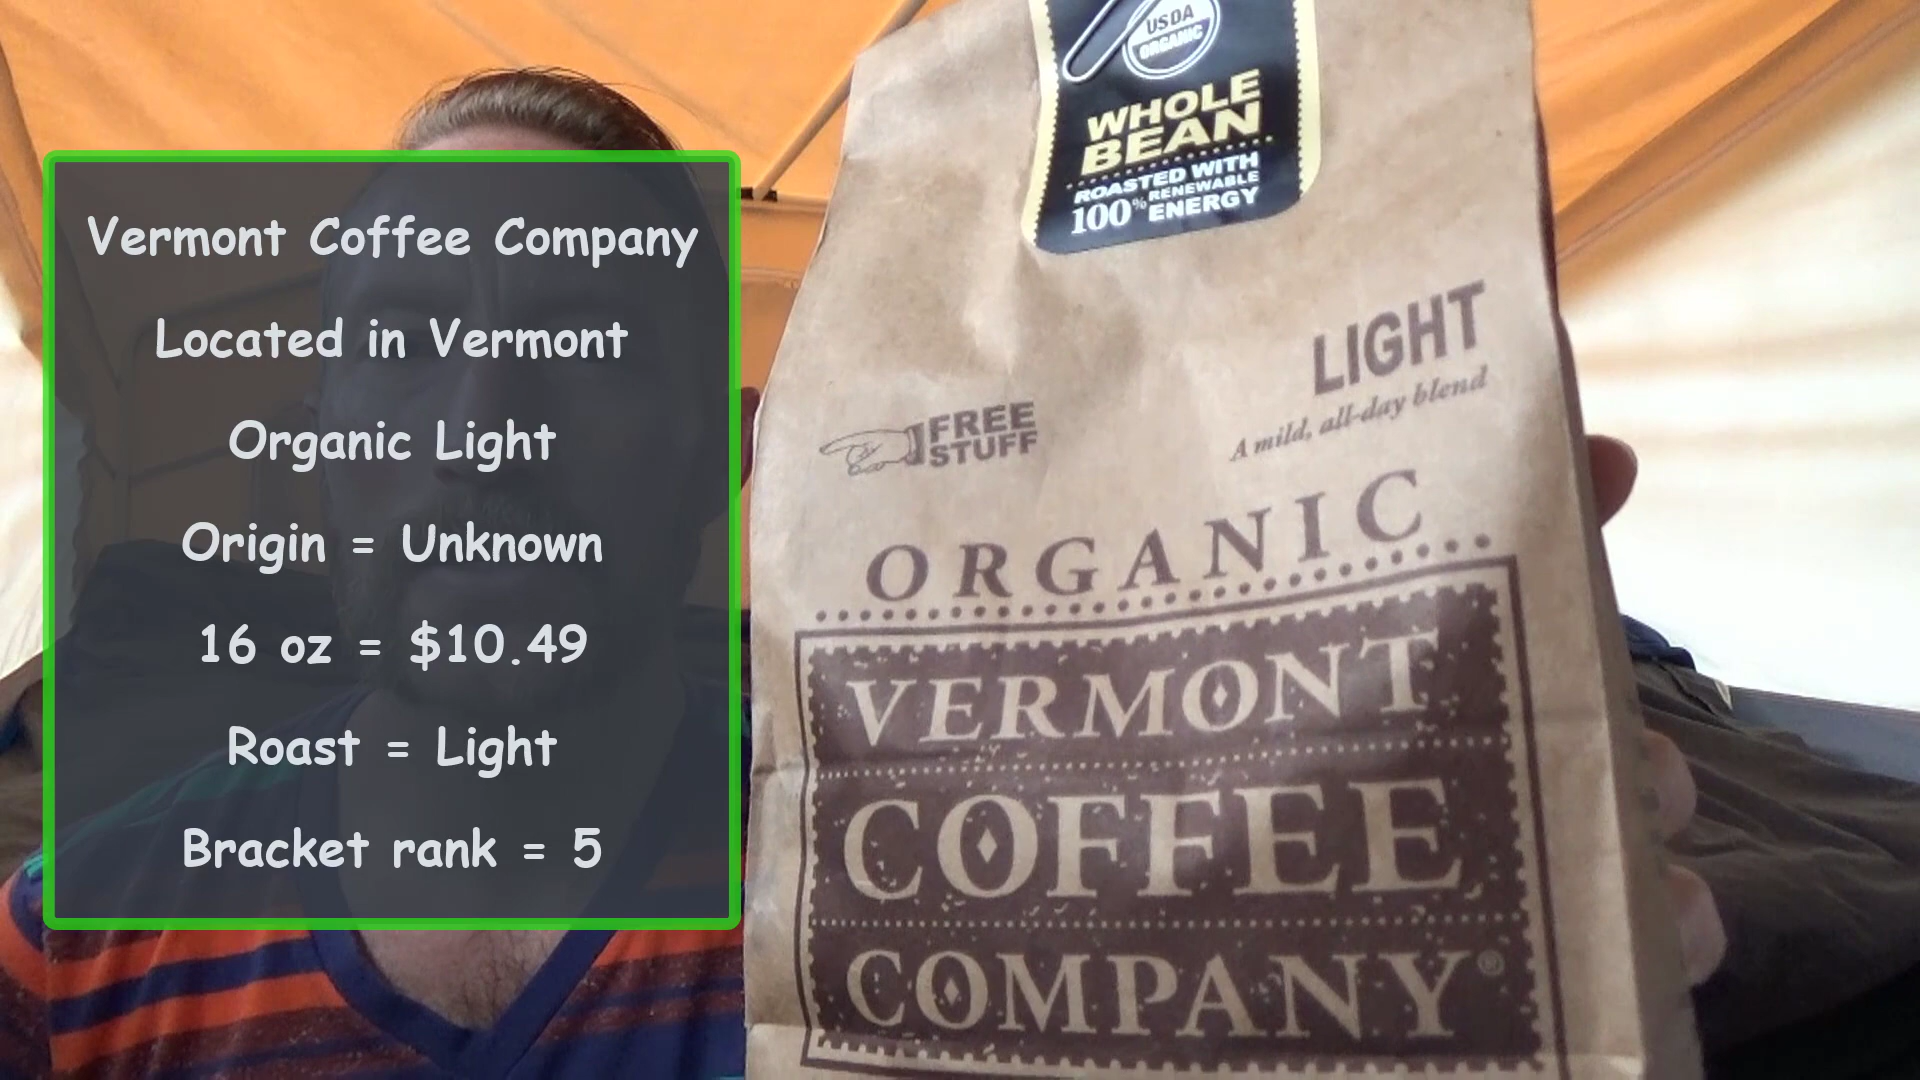 Vermont Coffee Company
Located in Vermont
Organic Light
Origin = Unknown
16 oz = $10.49
Roast = Light
Bracket rank = 5
USDA
ORGANIC
WHOLE
BEAN
ROASTED WITH
100% RENEWABLE
ENERGY
LIGHT
A mild, all-day blend
FREE
STUFF
ORGANIC
VERMONT
COFFEE
COMPANY®